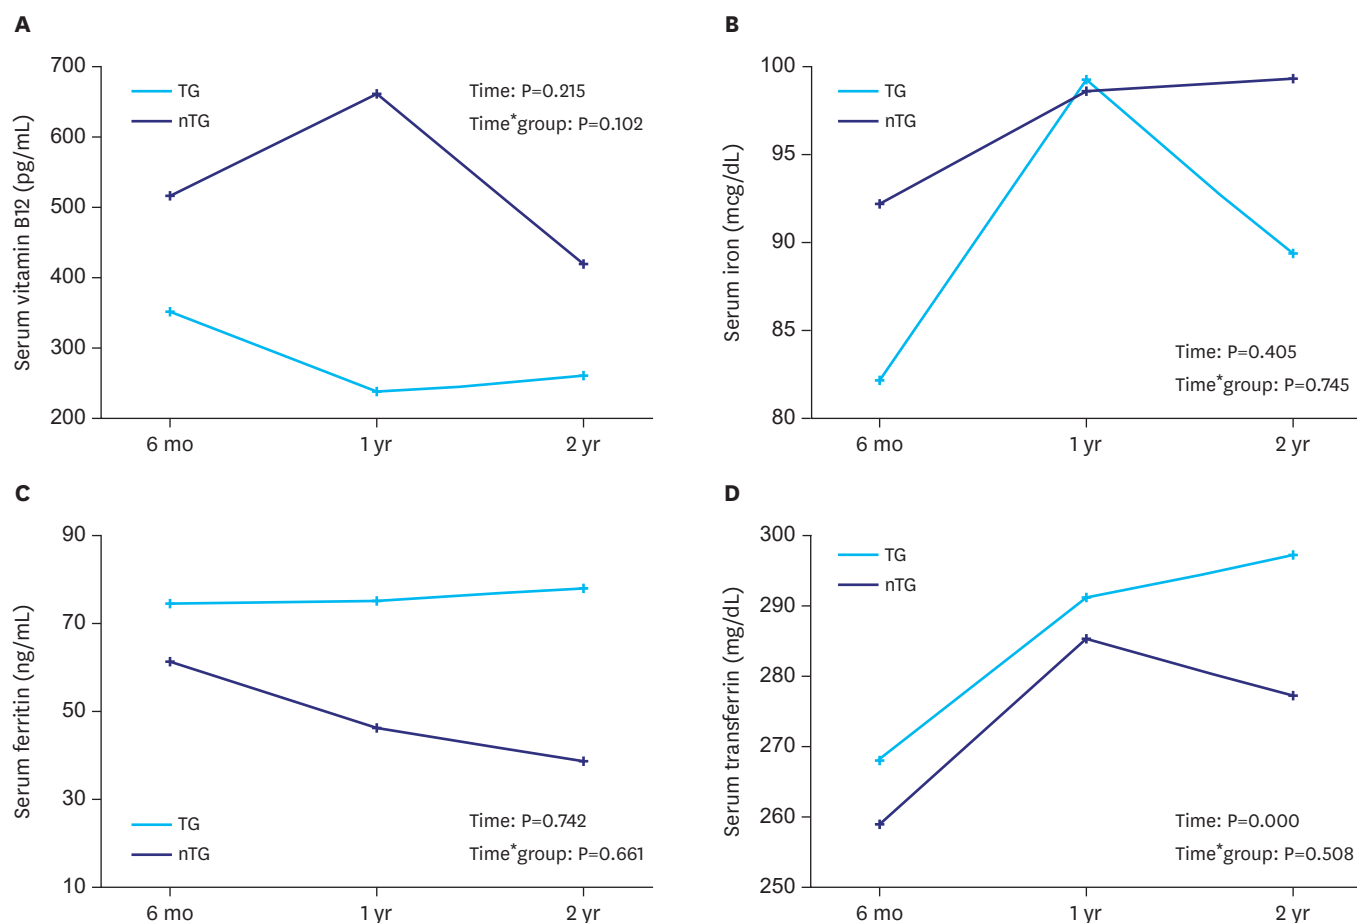 A
Serum vitamin B12 (pg/mL)
700
600
500
400
300
200
TG
nTG
Time: P=0.215
Time*group: P=0.102
6 mo
1 yr
2 yr
B
Serum iron (mcg/dL)
100
95
90
85
80
TG
nTG
Time: P=0.405
Time*group: P=0.745
6 mo
1 yr
2 yr
C
Serum ferritin (ng/mL)
90
70
50
30
10
TG
nTG
Time: P=0.742
Time*group: P=0.661
6 mo
1 yr
2 yr
D
Serum transferrin (mg/dL)
300
290
280
270
260
250
TG
nTG
Time: P=0.000
Time*group: P=0.508
6 mo
1 yr
2 yr